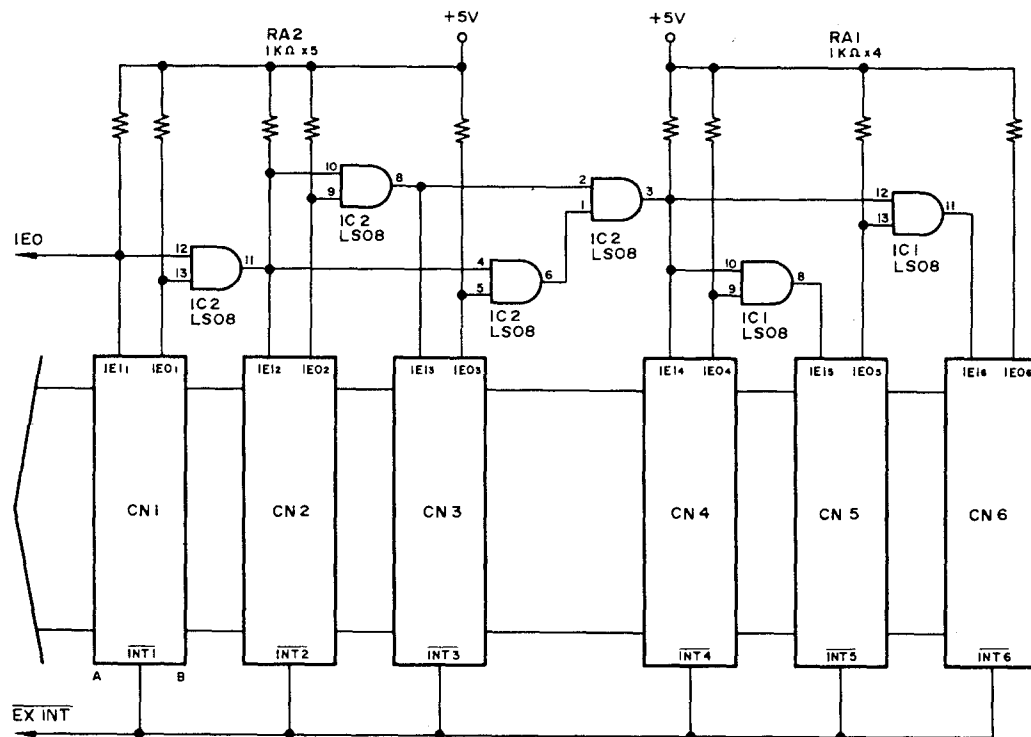 +5V
+5V
RA2
1KΩ x5
RA1
1KΩ x4
10
9
8
IC2
LS08
2
1
3
IC2
LS08
12
13
11
IC1
LS08
IEO
12
13
11
IC2
LS08
4
5
6
IC2
LS08
10
9
8
IC1
LS08
IEI1 IEO1
IEI2 IEO2
IEI3 IEO3
IEI4 IEO4
IEI5 IEO5
IEI6 IEO6
CN1
CN2
CN3
CN4
CN5
CN6
INT1
INT2
INT3
INT4
INT5
INT6
A B
EX INT